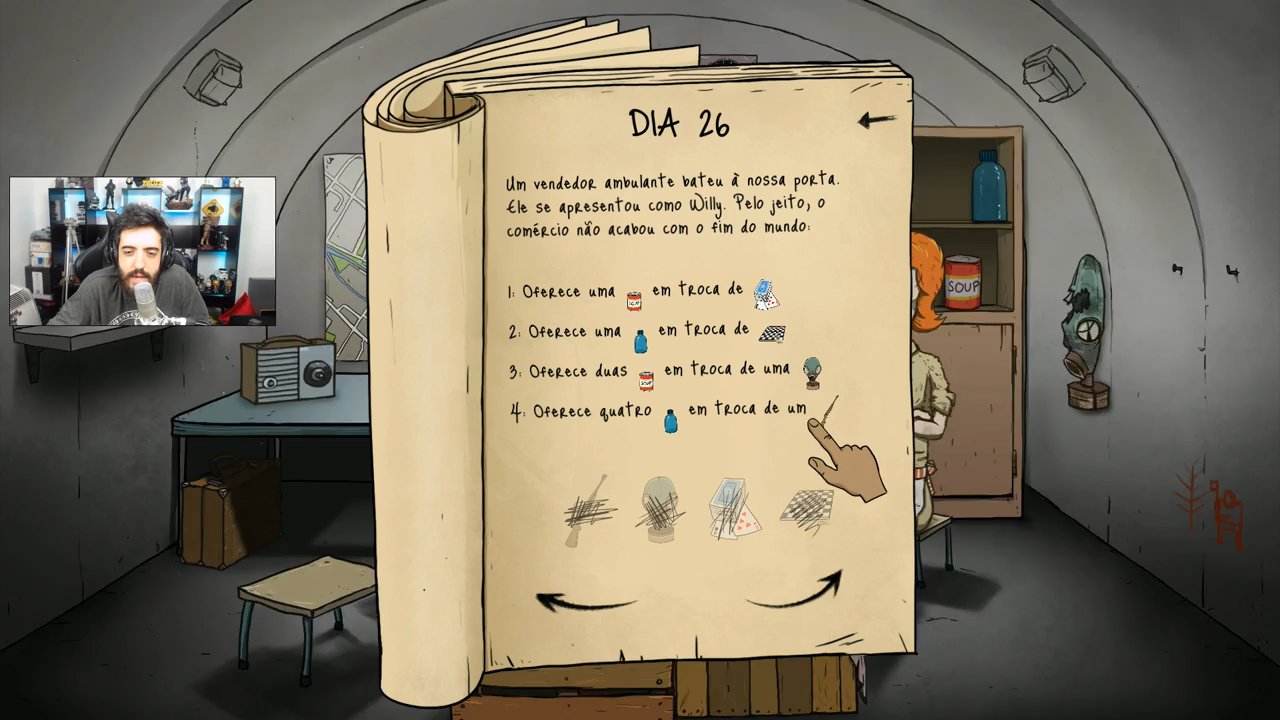 DIA 26
Um vendedor ambulante bateu à nossa porta.
Ele se apresentou como Willy. Pelo jeito, o
comércio não acabou com o fim do mundo:
1: Oferece uma em troca de
2: Oferece uma em troca de
3: Oferece duas em troca de uma
4: Oferece quatro em troca de um
SOUP